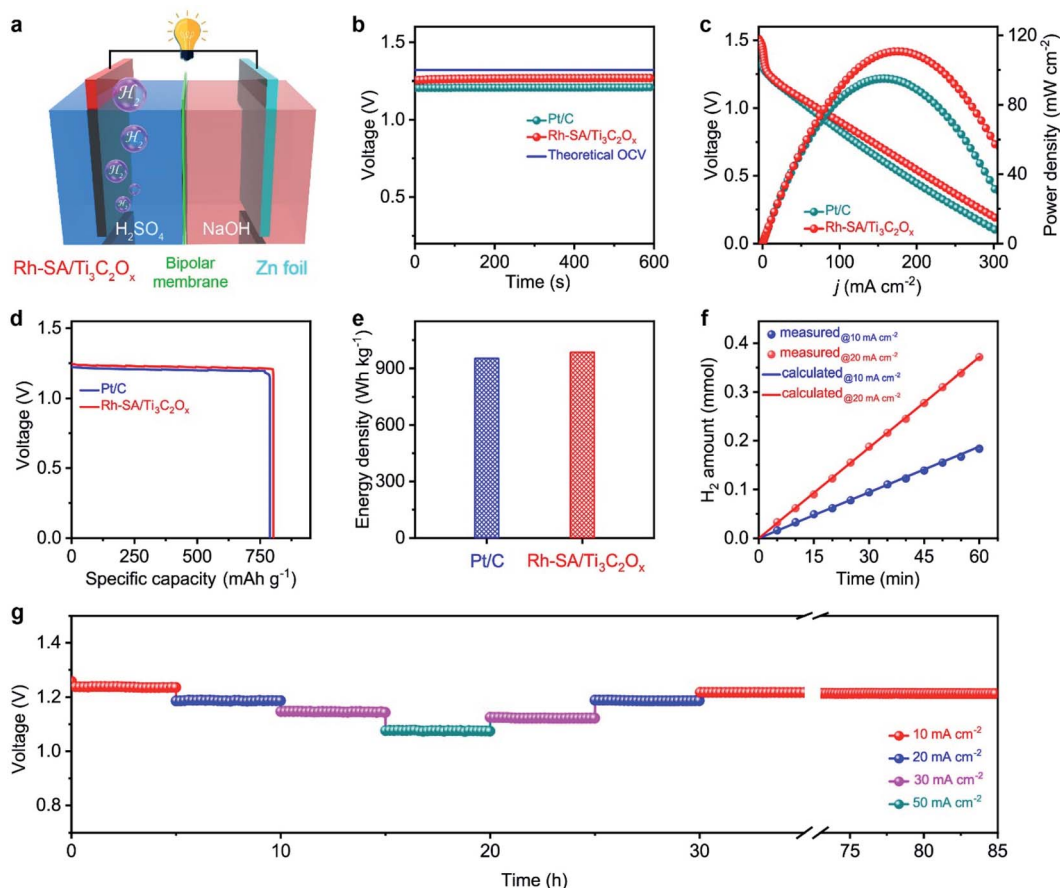 a
H2
H2
H2
H2
H₂SO₄
NaOH
Rh-SA/Ti₃C₂Oₓ
Bipolar
membrane
Zn foil
b
Voltage (V)
1.5
1.0
0.5
Pt/C
Rh-SA/Ti₃C₂Oₓ
Theoretical OCV
0 200 400 600
Time (s)
c
Voltage (V)
1.5
1.0
0.5
0.0
Pt/C
Rh-SA/Ti₃C₂Oₓ
120
90
60
30
0
Power density (mW cm⁻²)
0 100 200 300
j (mA cm⁻²)
d
Voltage (V)
1.5
1.0
0.5
0.0
Pt/C
Rh-SA/Ti₃C₂Oₓ
0 250 500 750
Specific capacity (mAh g⁻¹)
e
Energy density (Wh kg⁻¹)
900
600
300
0
Pt/C
Rh-SA/Ti₃C₂Oₓ
f
H₂ amount (mmol)
0.4
0.3
0.2
0.1
0.0
measured@10 mA cm⁻²
measured@20 mA cm⁻²
calculated@10 mA cm⁻²
calculated@20 mA cm⁻²
0 15 30 45 60
Time (min)
g
Voltage (V)
1.4
1.2
1.0
0.8
10 mA cm⁻²
20 mA cm⁻²
30 mA cm⁻²
50 mA cm⁻²
0 10 20 30 75 80 85
Time (h)